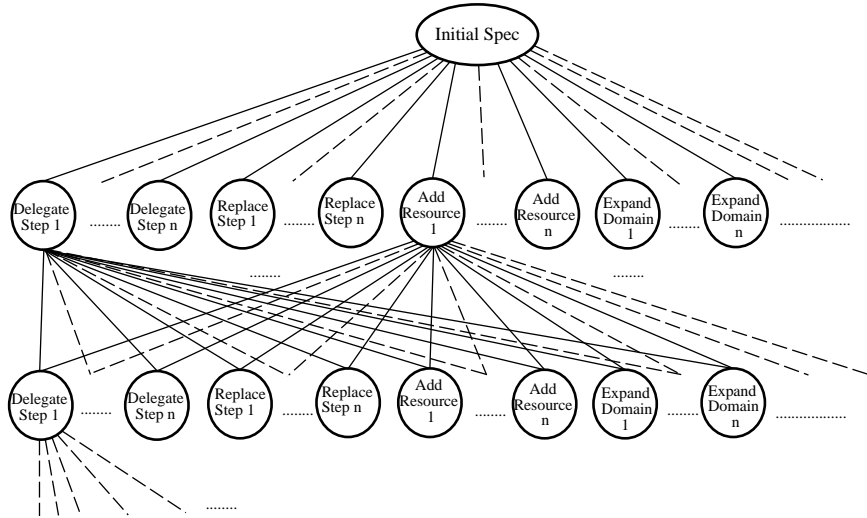 Initial Spec
Delegate
Step 1
........
Delegate
Step n
Replace
Step 1
........
Replace
Step n
Add
Resource
1
........
Add
Resource
n
Expand
Domain
1
........
Expand
Domain
n
..................
........
........
Delegate
Step 1
........
Delegate
Step n
Replace
Step 1
........
Replace
Step n
Add
Resource
1
........
Add
Resource
n
Expand
Domain
1
........
Expand
Domain
n
..................
........